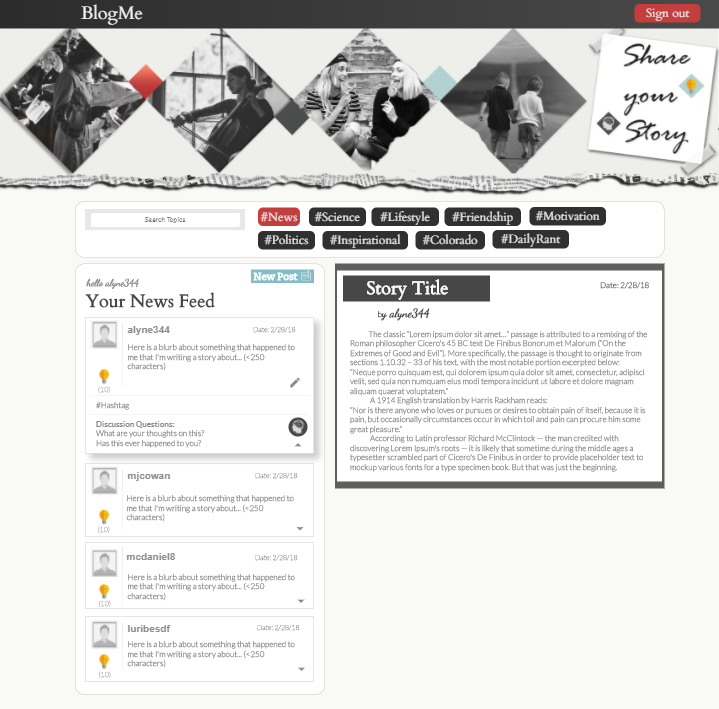 BlogMe
Sign out
Share
your
Story
Search Topics
#News
#Science
#Lifestyle
#Friendship
#Motivation
#Politics
#Inspirational
#Colorado
#DailyRant
hello alyne344
New Post
Your News Feed
alyne344
Date: 2/28/18
Here is a blurb about something that happened to
me that I'm writing a story about... (<250
characters)
(10)
#Hashtag
Discussion Questions:
What are your thoughts on this?
Has this ever happened to you?
mjcowan
Date: 2/28/18
Here is a blurb about something that happened to
me that I'm writing a story about... (<250
characters)
(10)
mcdaniel8
Date: 2/28/18
Here is a blurb about something that happened to
me that I'm writing a story about... (<250
characters)
(10)
luribesdf
Date: 2/28/18
Here is a blurb about something that happened to
me that I'm writing a story about... (<250
characters)
(10)
Story Title
Date: 2/28/18
by alyne344
The classic "Lorem ipsum dolor sit amet..." passage is attributed to a remixing of the
Roman philosopher Cicero's 45 BC text De Finibus Bonorum et Malorum ("On the
Extremes of Good and Evil"). More specifically, the passage is thought to originate from
sections 1.10.32 – 33 of his text, with the most notable portion excerpted below:
"Neque porro quisquam est, qui dolorem ipsum quia dolor sit amet, consectetur, adipisci
velit, sed quia non numquam eius modi tempora incidunt ut labore et dolore magnam
aliquam quaerat voluptatem."
A 1914 English translation by Harris Rackham reads:
"Nor is there anyone who loves or pursues or desires to obtain pain of itself, because it is
pain, but occasionally circumstances occur in which toil and pain can procure him some
great pleasure."
According to Latin professor Richard McClintock — the man credited with
discovering Lorem Ipsum's roots — it is likely that sometime during the middle ages a
typesetter scrambled part of Cicero's De Finibus in order to provide placeholder text to
mockup various fonts for a type specimen book. But that was just the beginning.